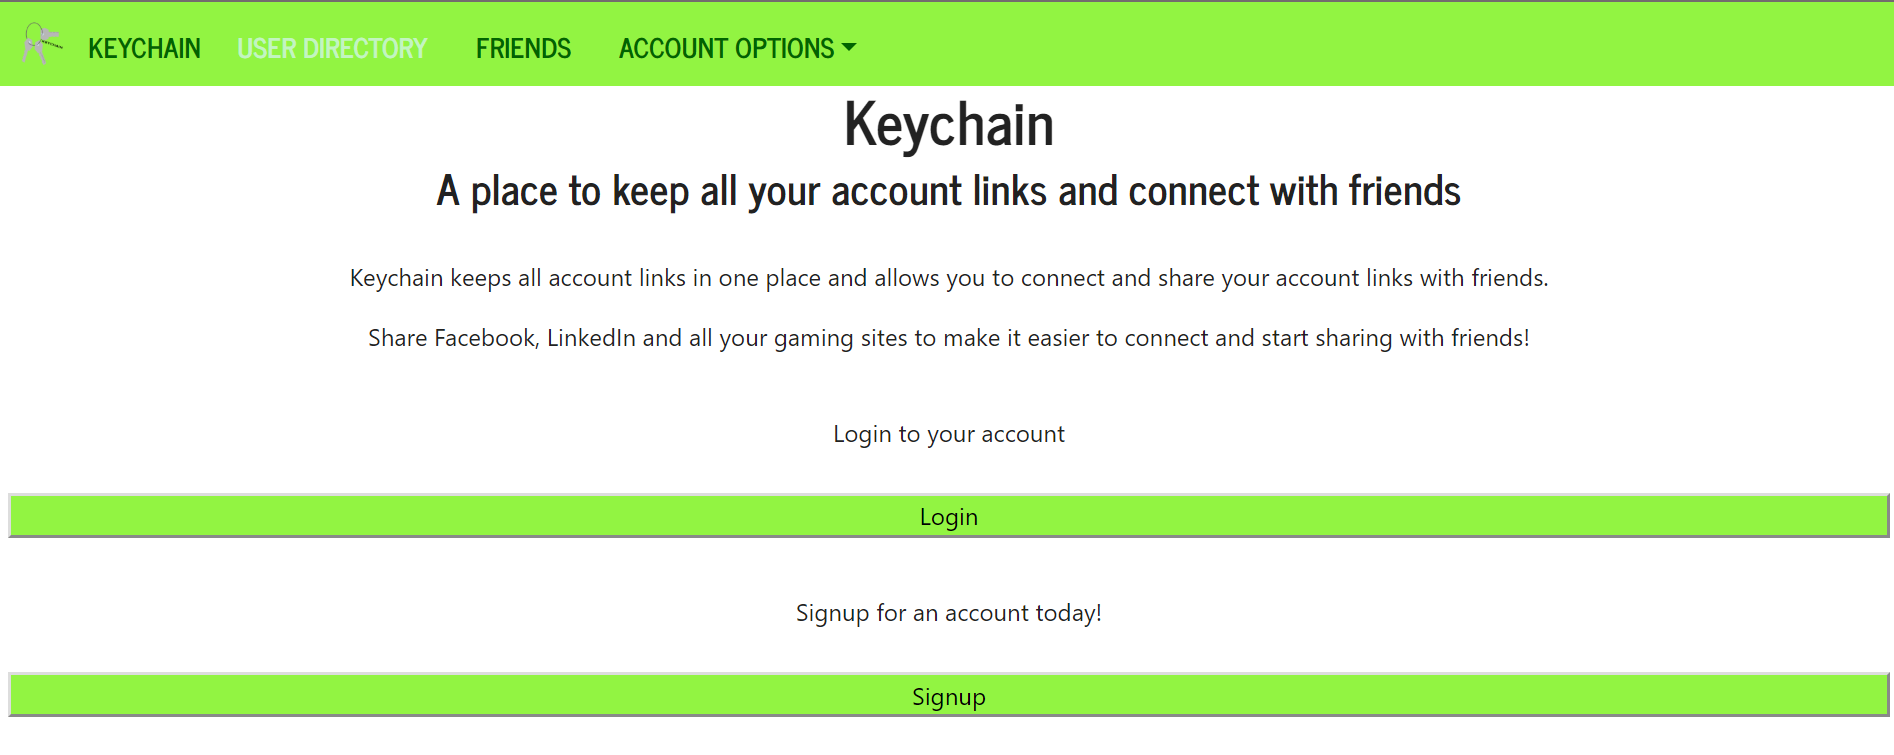 KEYCHAIN
KEYCHAIN USER DIRECTORY FRIENDS ACCOUNT OPTIONS
Keychain
A place to keep all your account links and connect with friends
Keychain keeps all account links in one place and allows you to connect and share your account links with friends.
Share Facebook, LinkedIn and all your gaming sites to make it easier to connect and start sharing with friends!
Login to your account
Login
Signup for an account today!
Signup